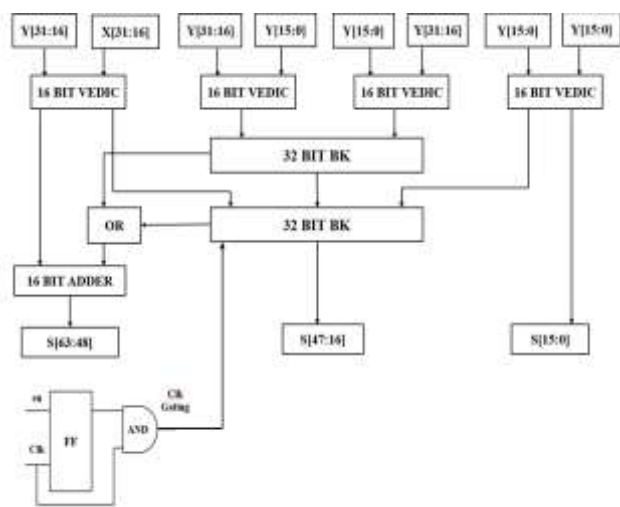 Y[31:16] X[31:16] Y[31:16] Y[15:0] Y[15:0] Y[31:16] Y[15:0] Y[15:0]
16 BIT VEDIC 16 BIT VEDIC 16 BIT VEDIC 16 BIT VEDIC
32 BIT BK
OR 32 BIT BK
16 BIT ADDER
S[63:48] S[47:16] S[15:0]
en
Clk
Gating
FF AND
Clk